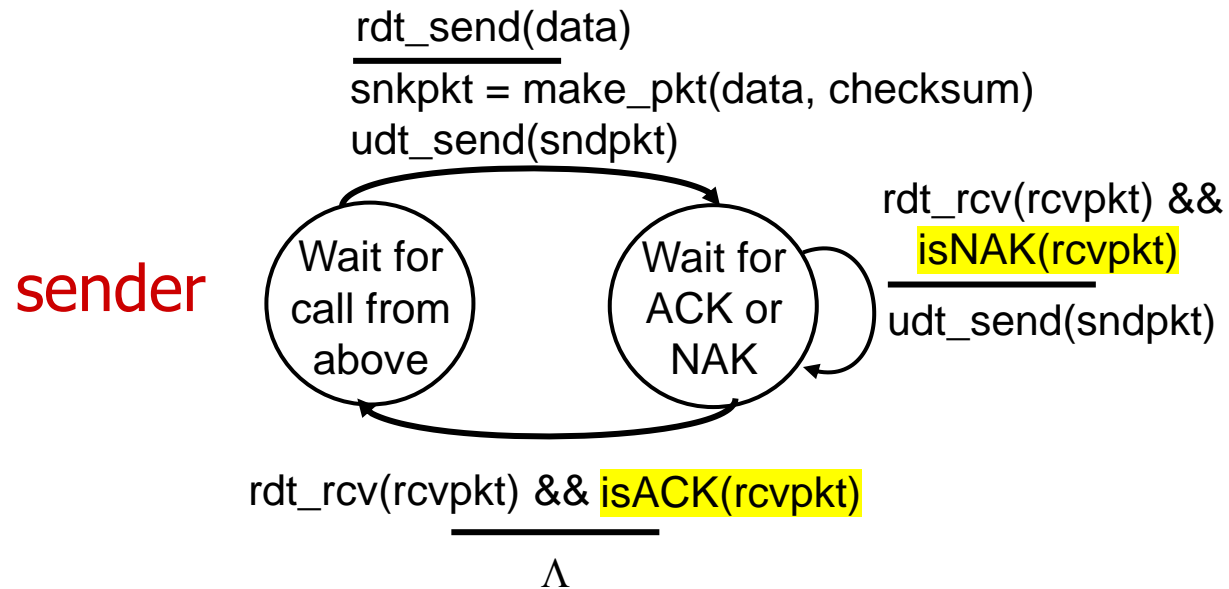 rdt_send(data)
snkpkt = make_pkt(data, checksum)
udt_send(sndpkt)
sender
Wait for
call from
above
Wait for
ACK or
NAK
rdt_rcv(rcvpkt) &&
isNAK(rcvpkt)
udt_send(sndpkt)
rdt_rcv(rcvpkt) && isACK(rcvpkt)
Λ